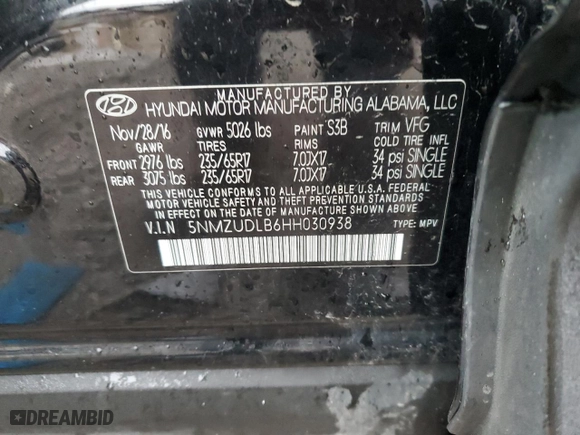 MANUFACTURED BY
HYUNDAI MOTOR MANUFACTURING ALABAMA, LLC
Nov/28/16 GVWR 5026 lbs PAINT S3B TRIM VFG
GAWR TIRES RIMS COLD TIRE INFL
FRONT 2976 lbs 235/65R17 7.0JX17 34 psi SINGLE
REAR 3075 lbs 235/65R17 7.0JX17 34 psi SINGLE
THIS VEHICLE CONFORMS TO ALL APPLICABLE U.S.A. FEDERAL
MOTOR VEHICLE SAFETY AND THEFT PREVENTION STANDARDS IN
EFFECT ON THE DATE OF MANUFACTURE SHOWN ABOVE.
V.I.N 5NMZUDLB6HH030938 TYPE: MPV
DREAMBID